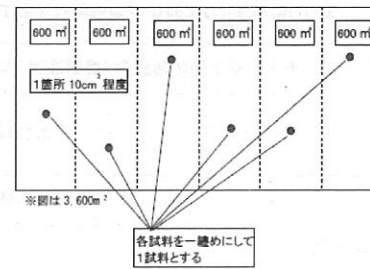 600 ㎡ 600 ㎡ 600 ㎡ 600 ㎡ 600 ㎡ 600 ㎡
1箇所 10cm³ 程度
※図は 3,600m²
各試料を一纏めにして
1試料とする